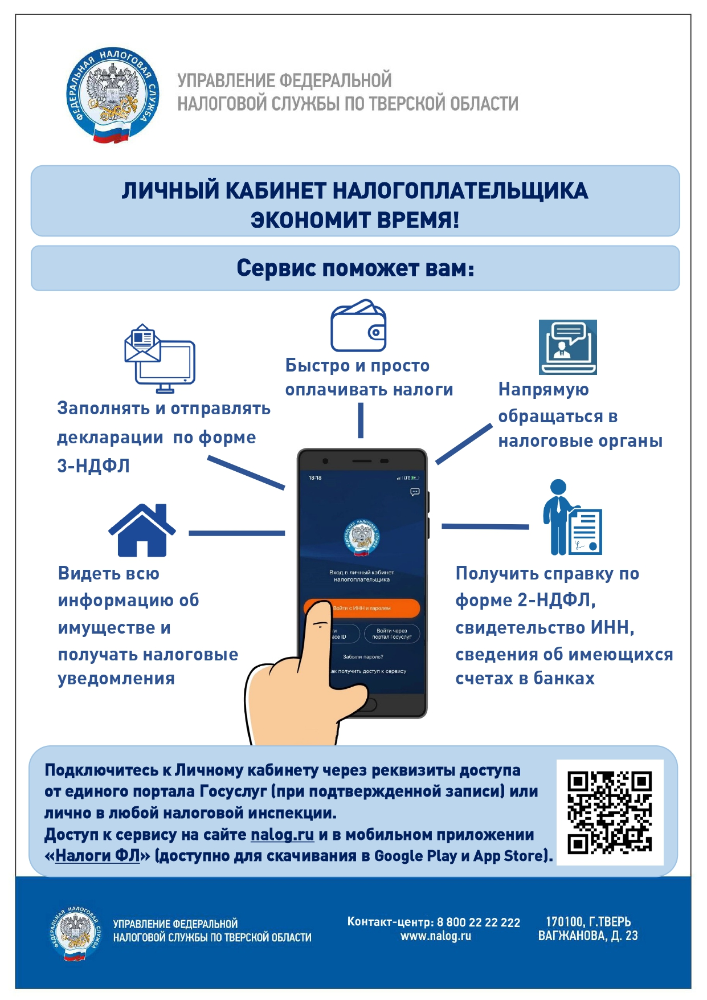 ФЕДЕРАЛЬНАЯ НАЛОГОВАЯ СЛУЖБА
УПРАВЛЕНИЕ ФЕДЕРАЛЬНОЙ
НАЛОГОВОЙ СЛУЖБЫ ПО ТВЕРСКОЙ ОБЛАСТИ
ЛИЧНЫЙ КАБИНЕТ НАЛОГОПЛАТЕЛЬЩИКА
ЭКОНОМИТ ВРЕМЯ!
Сервис поможет вам:
Заполнять и отправлять
декларации по форме
3-НДФЛ
Быстро и просто
оплачивать налоги
Напрямую
обращаться в
налоговые органы
Видеть всю
информацию об
имуществе и
получать налоговые
уведомления
18:18
LTE
ФЕДЕРАЛЬНАЯ НАЛОГОВАЯ СЛУЖБА
Вход в личный кабинет
налогоплательщика
Войти с ИНН и паролем
ти
ace ID
Войти через
портал Госуслуг
Забыли пароль?
ак получить доступ к сервису
Получить справку по
форме 2-НДФЛ,
свидетельство ИНН,
сведения об имеющихся
счетах в банках
Подключитесь к Личному кабинету через реквизиты доступа
от единого портала Госуслуг (при подтвержденной записи) или
лично в любой налоговой инспекции.
Доступ к сервису на сайте nalog.ru и в мобильном приложении
«Налоги ФЛ» (доступно для скачивания в Google Play и App Store).
ФЕДЕРАЛЬНАЯ НАЛОГОВАЯ СЛУЖБА
УПРАВЛЕНИЕ ФЕДЕРАЛЬНОЙ
НАЛОГОВОЙ СЛУЖБЫ ПО ТВЕРСКОЙ ОБЛАСТИ
Контакт-центр: 8 800 22 22 222
www.nalog.ru
170100, Г.ТВЕРЬ
ВАГЖАНОВА, Д. 23